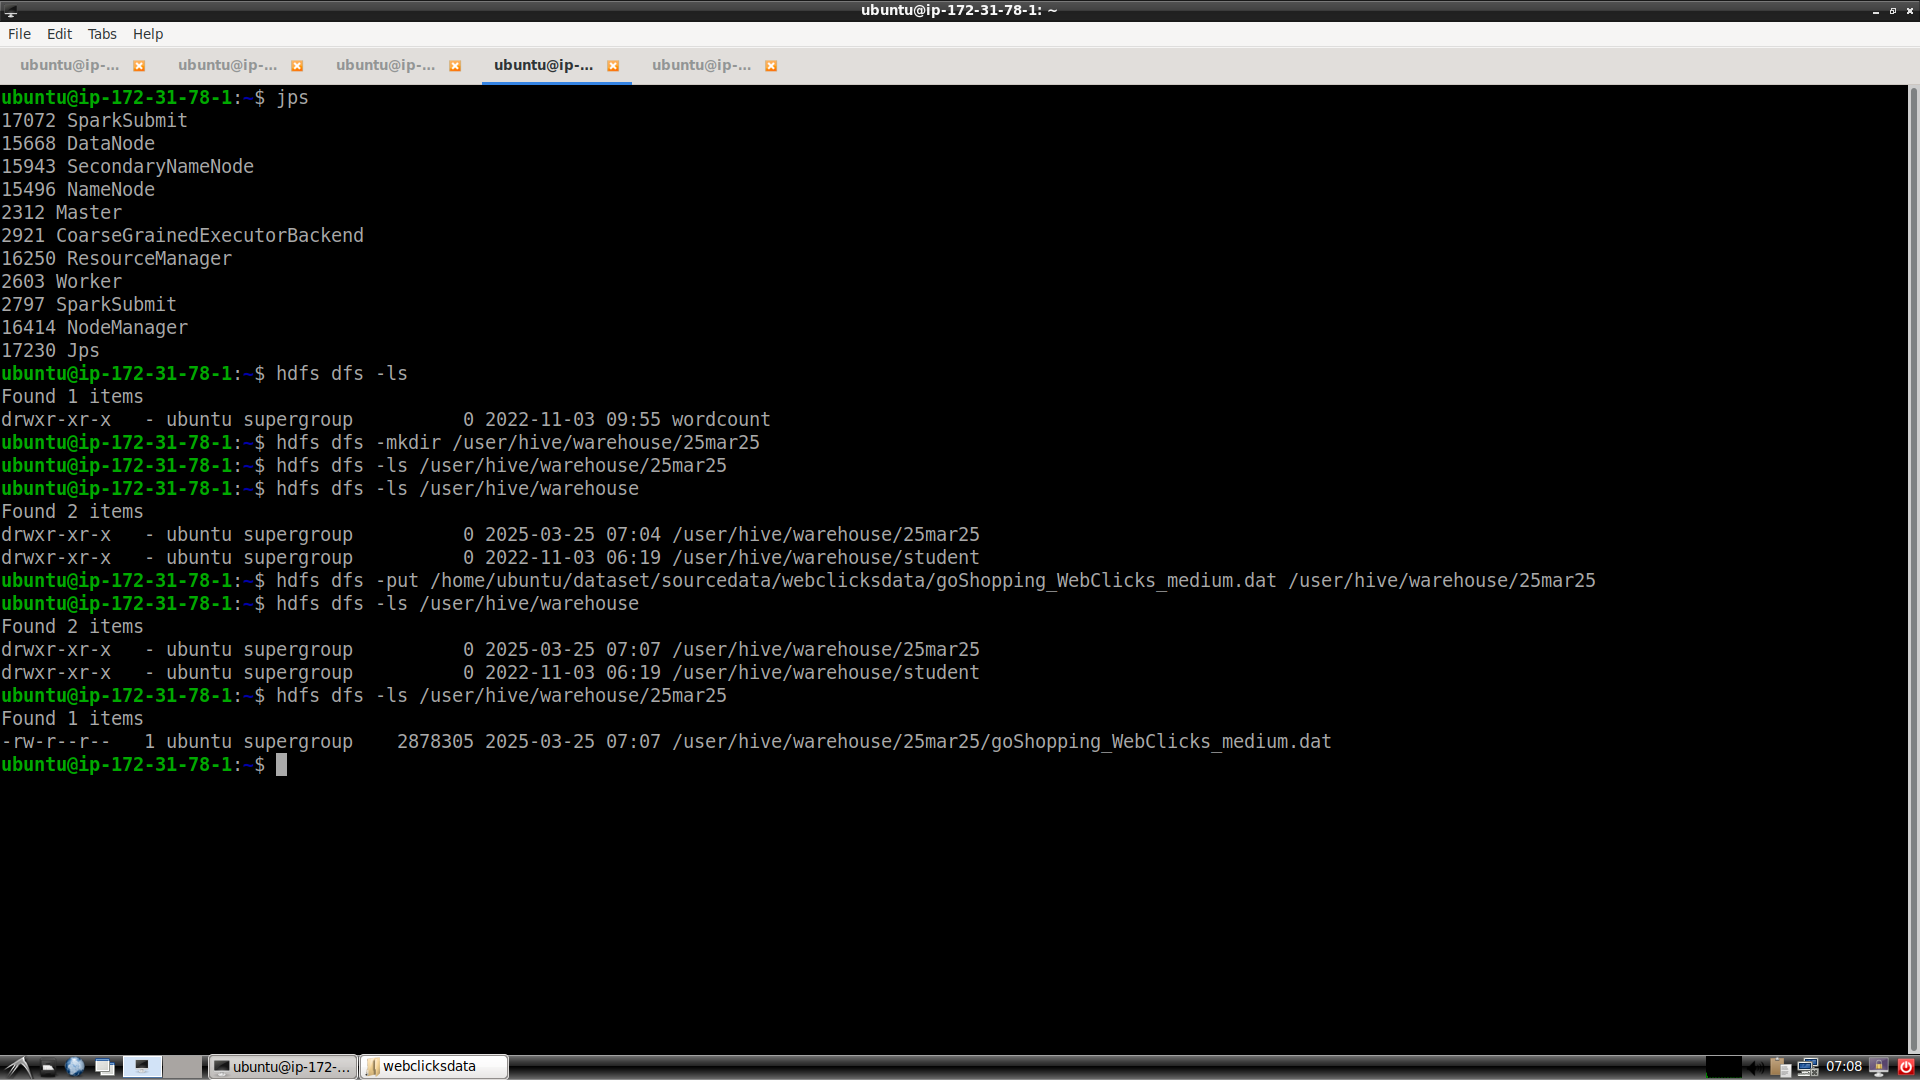 ubuntu@ip-172-31-78-1: ~
File Edit Tabs Help
ubuntu@ip-... ubuntu@ip-... ubuntu@ip-... ubuntu@ip-... ubuntu@ip-...
ubuntu@ip-172-31-78-1:~$ jps
17072 SparkSubmit
15668 DataNode
15943 SecondaryNameNode
15496 NameNode
2312 Master
2921 CoarseGrainedExecutorBackend
16250 ResourceManager
2603 Worker
2797 SparkSubmit
16414 NodeManager
17230 Jps
ubuntu@ip-172-31-78-1:~$ hdfs dfs -ls
Found 1 items
drwxr-xr-x   - ubuntu supergroup          0 2022-11-03 09:55 wordcount
ubuntu@ip-172-31-78-1:~$ hdfs dfs -mkdir /user/hive/warehouse/25mar25
ubuntu@ip-172-31-78-1:~$ hdfs dfs -ls /user/hive/warehouse/25mar25
ubuntu@ip-172-31-78-1:~$ hdfs dfs -ls /user/hive/warehouse
Found 2 items
drwxr-xr-x   - ubuntu supergroup          0 2025-03-25 07:04 /user/hive/warehouse/25mar25
drwxr-xr-x   - ubuntu supergroup          0 2022-11-03 06:19 /user/hive/warehouse/student
ubuntu@ip-172-31-78-1:~$ hdfs dfs -put /home/ubuntu/dataset/sourcedata/webclicksdata/goShopping_WebClicks_medium.dat /user/hive/warehouse/25mar25
ubuntu@ip-172-31-78-1:~$ hdfs dfs -ls /user/hive/warehouse
Found 2 items
drwxr-xr-x   - ubuntu supergroup          0 2025-03-25 07:07 /user/hive/warehouse/25mar25
drwxr-xr-x   - ubuntu supergroup          0 2022-11-03 06:19 /user/hive/warehouse/student
ubuntu@ip-172-31-78-1:~$ hdfs dfs -ls /user/hive/warehouse/25mar25
Found 1 items
-rw-r--r--   1 ubuntu supergroup    2878305 2025-03-25 07:07 /user/hive/warehouse/25mar25/goShopping_WebClicks_medium.dat
ubuntu@ip-172-31-78-1:~$
ubuntu@ip-172-... webclicksdata 07:08